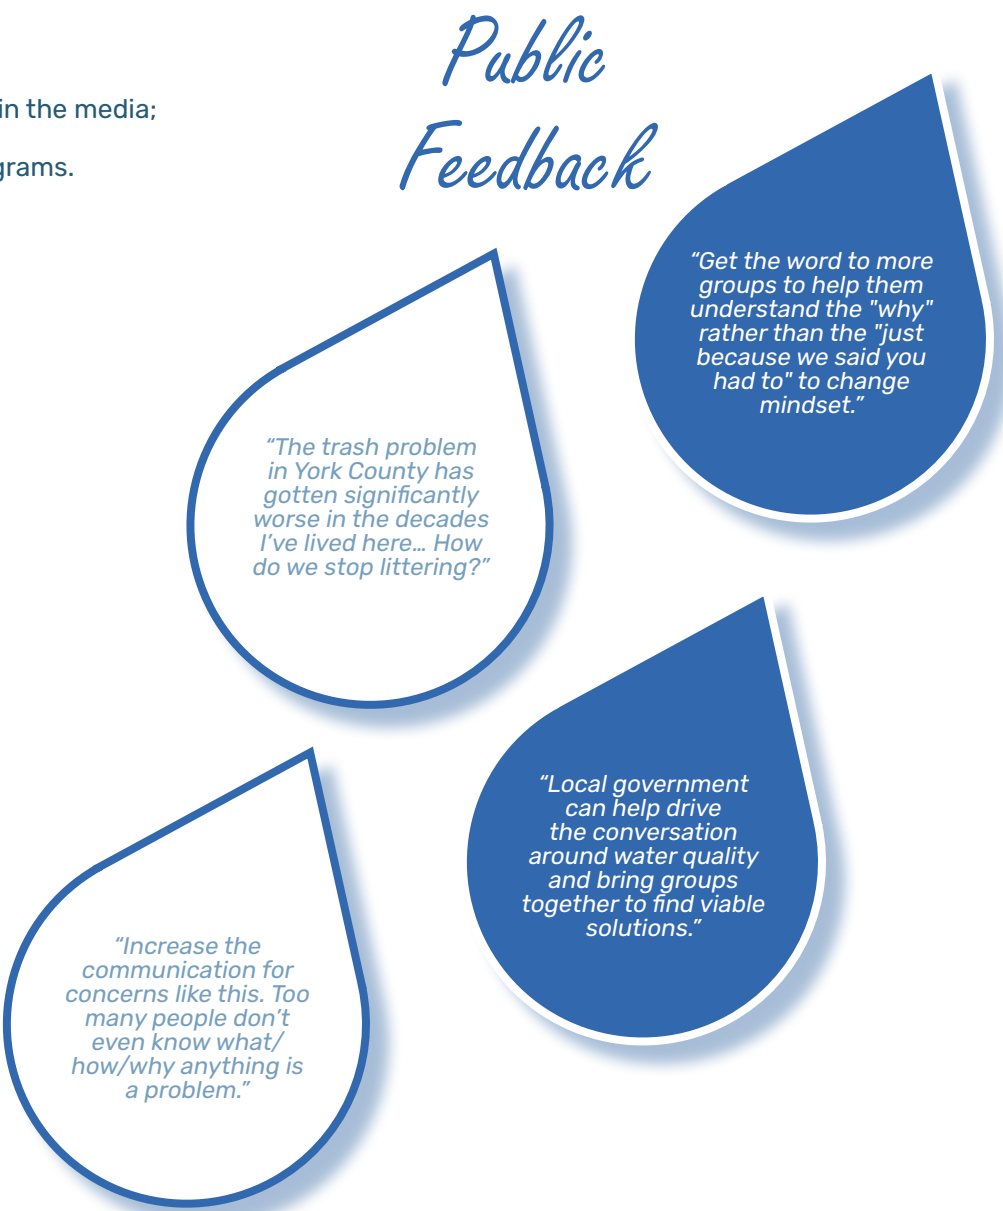 Public
Feedback
in the media;
grams.
“Get the word to more
groups to help them
understand the "why"
rather than the "just
because we said you
had to" to change
mindset.”
“The trash problem
in York County has
gotten significantly
worse in the decades
I’ve lived here... How
do we stop littering?”
“Local government
can help drive
the conversation
around water quality
and bring groups
together to find viable
solutions.”
“Increase the
communication for
concerns like this. Too
many people don’t
even know what/
how/why anything is
a problem.”